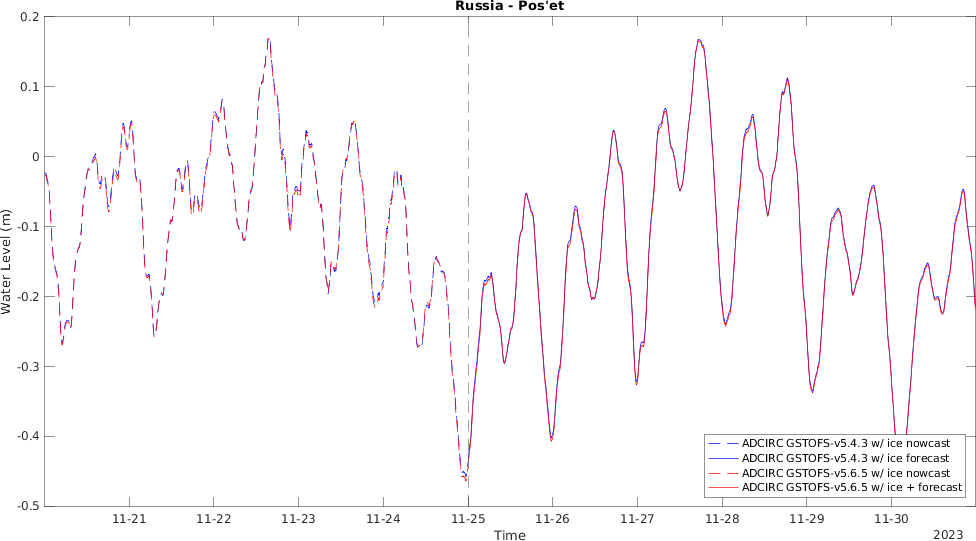 Russia - Pos'et
0.2
0.1
0
-0.1
-0.2
-0.3
-0.4
-0.5
Water Level (m)
11-21 11-22 11-23 11-24 11-25 11-26 11-27 11-28 11-29 11-30
Time
2023
ADCIRC GSTOFS-v5.4.3 w/ ice nowcast
ADCIRC GSTOFS-v5.4.3 w/ ice forecast
ADCIRC GSTOFS-v5.6.5 w/ ice nowcast
ADCIRC GSTOFS-v5.6.5 w/ ice + forecast